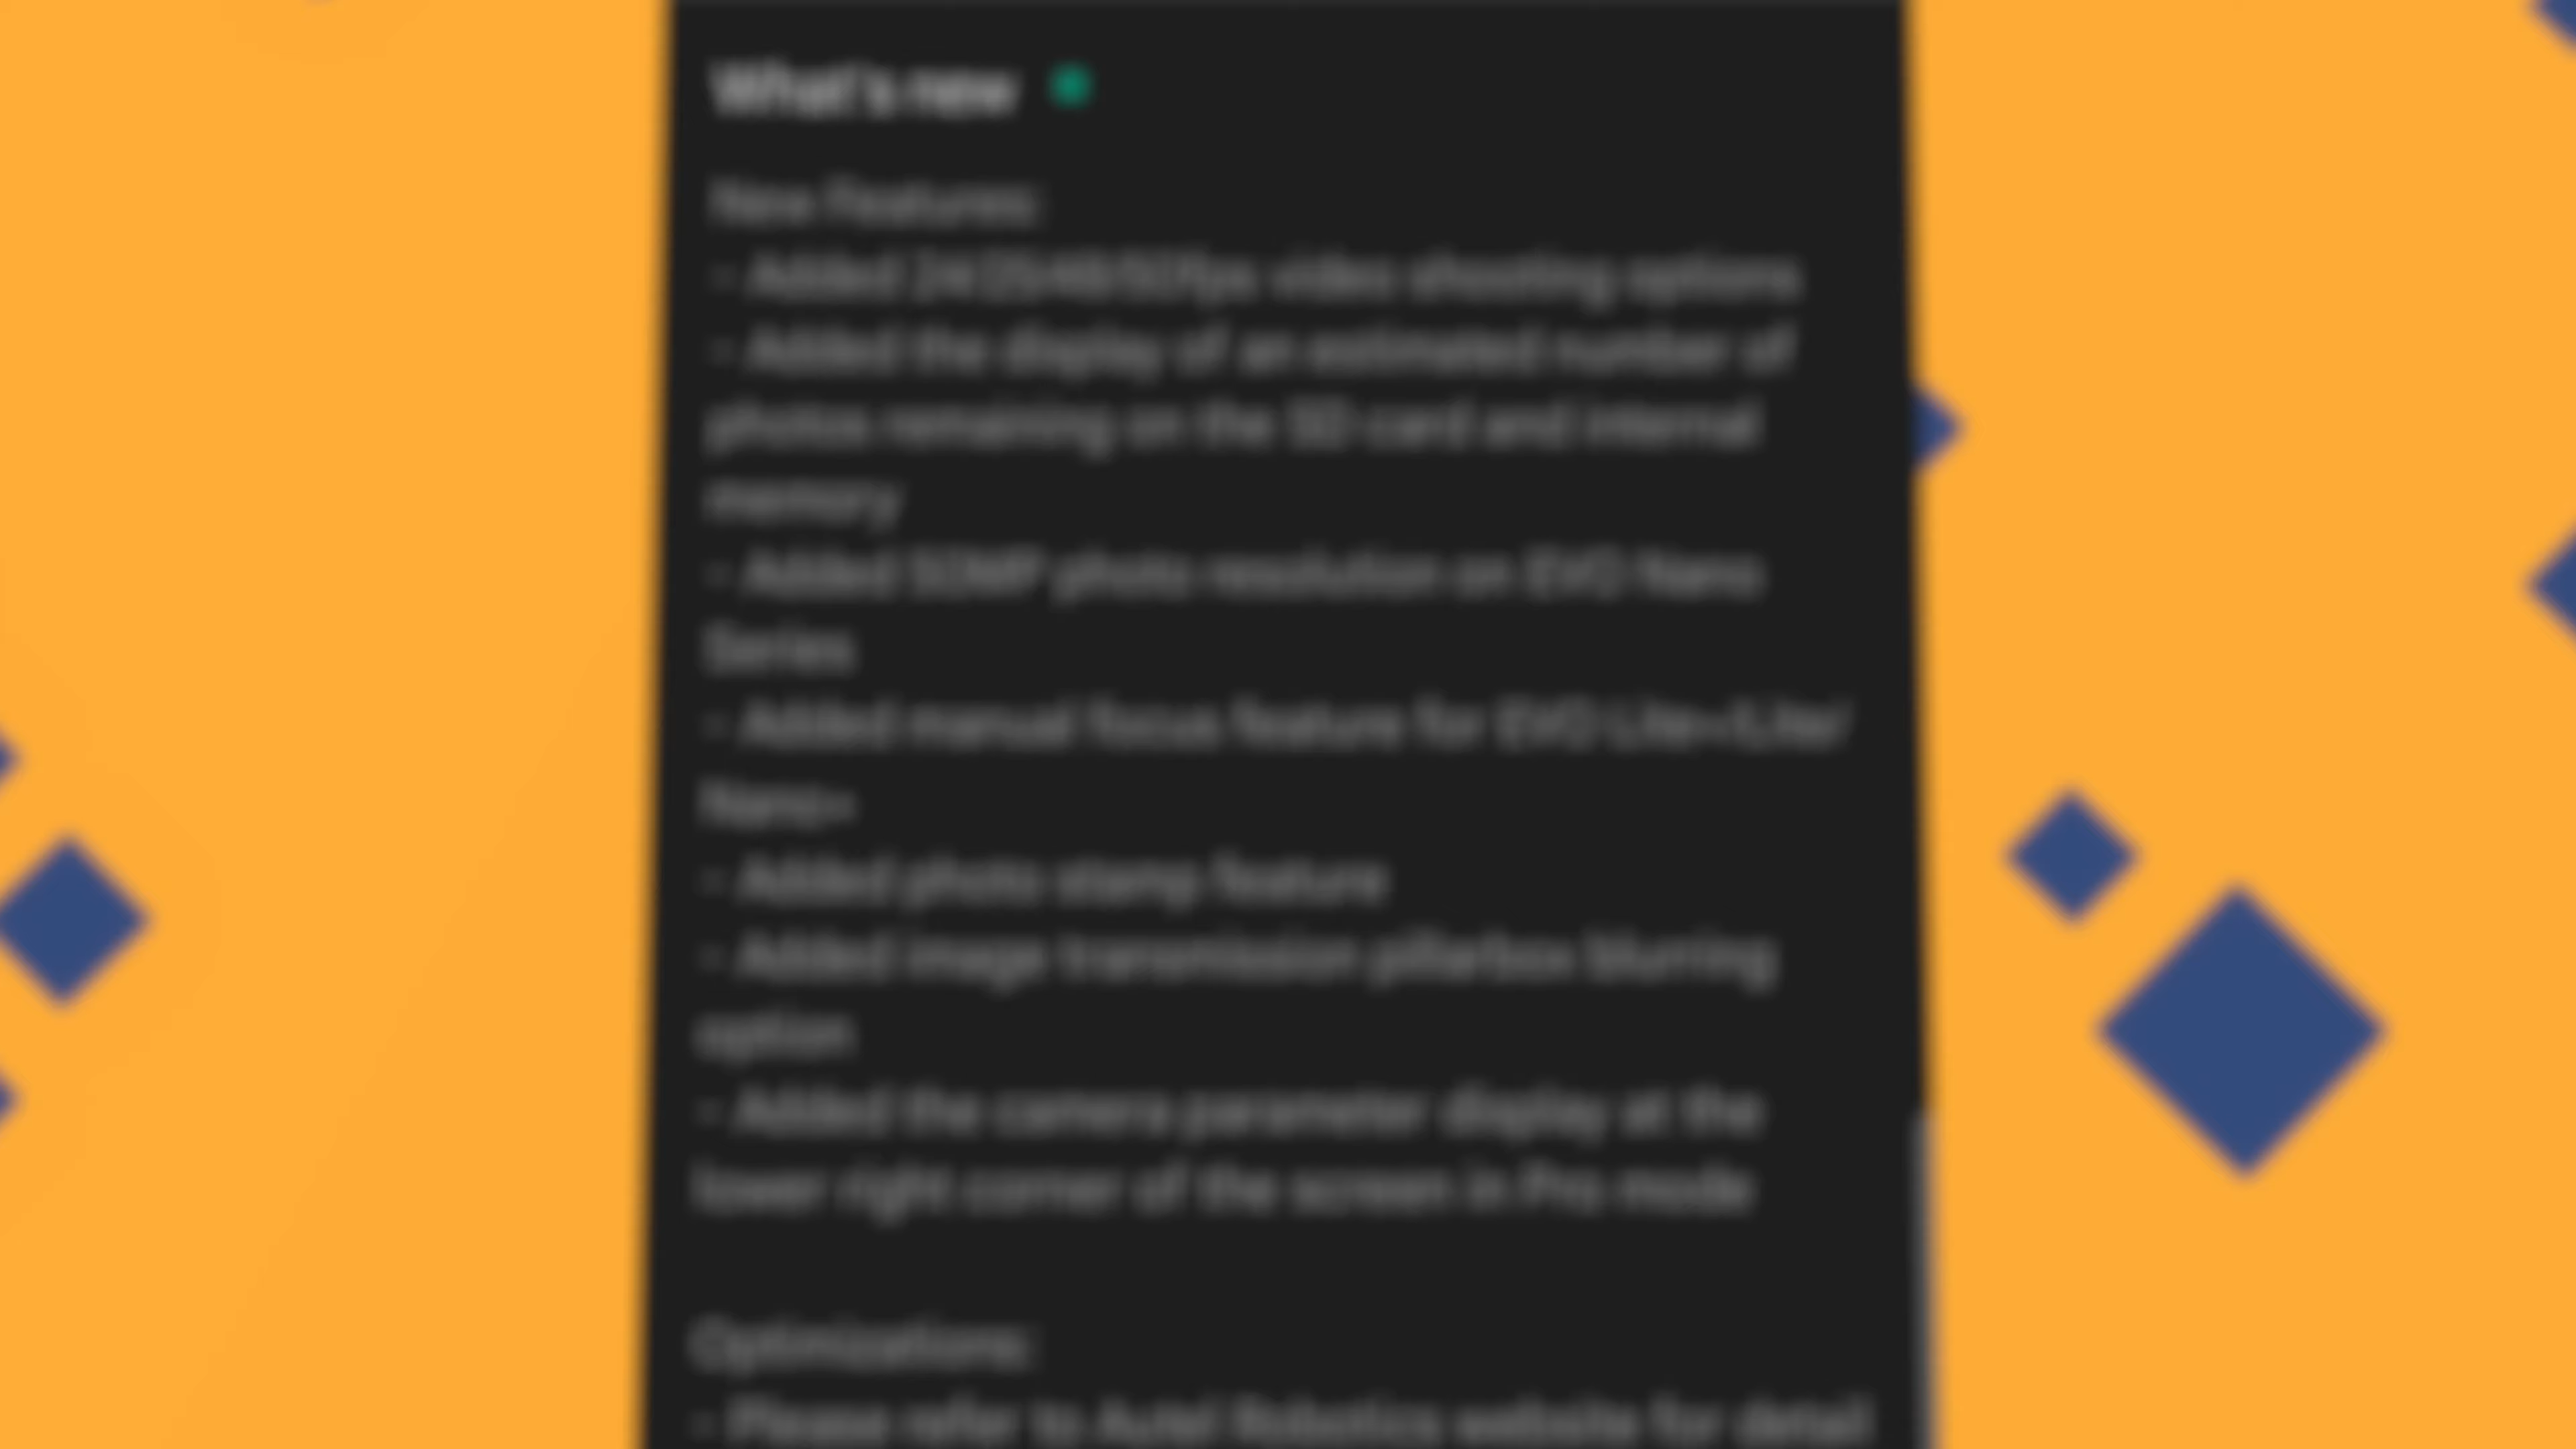 What's new
New Features:
- Added 24/25/48/50fps video shooting options
- Added the display of an estimated number of
photos remaining on the SD card and internal
memory
- Added 50MP photo resolution on EVO Nano
Series
- Added manual focus feature for EVO Lite+/Lite/
Nano+
- Added photo stamp feature
- Added image transmission pillarbox blurring
option
- Added the camera parameter display at the
lower right corner of the screen in Pro mode
Optimizations:
- Please refer to Autel Robotics website for detail